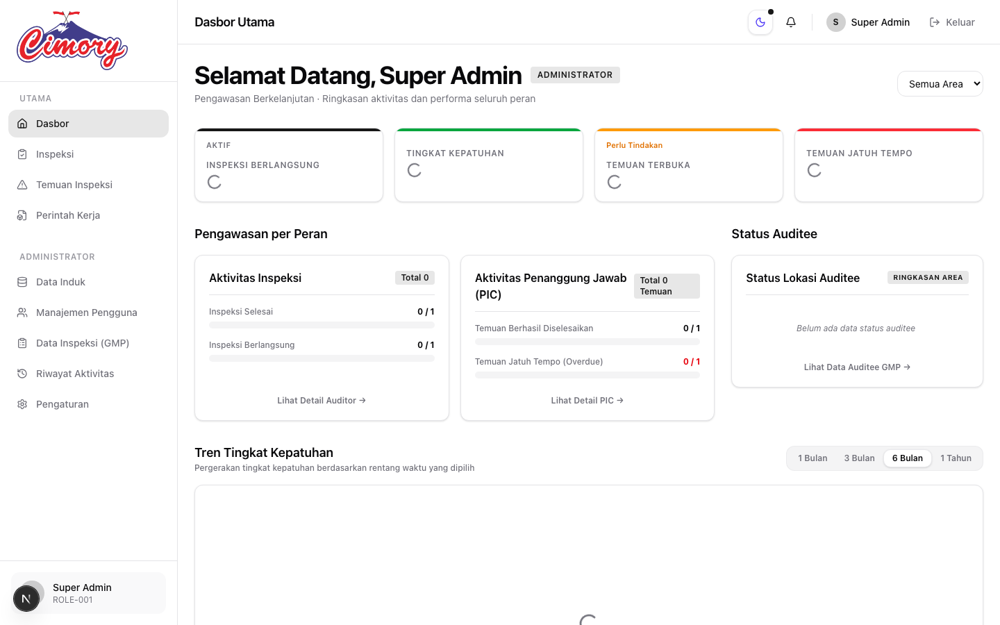 Cimory
Dasbor Utama
S
Super Admin
Keluar
UTAMA
Dasbor
Inspeksi
Temuan Inspeksi
Perintah Kerja
ADMINISTRATOR
Data Induk
Manajemen Pengguna
Data Inspeksi (GMP)
Riwayat Aktivitas
Pengaturan
Super Admin
ROLE-001
N
Selamat Datang, Super Admin
ADMINISTRATOR
Pengawasan Berkelanjutan · Ringkasan aktivitas dan performa seluruh peran
Semua Area
AKTIF
INSPEKSI BERLANGSUNG
TINGKAT KEPATUHAN
Perlu Tindakan
TEMUAN TERBUKA
TEMUAN JATUH TEMPO
Pengawasan per Peran
Aktivitas Inspeksi
Total 0
Inspeksi Selesai
0 / 1
Inspeksi Berlangsung
0 / 1
Lihat Detail Auditor →
Aktivitas Penanggung Jawab
(PIC)
Total 0
Temuan
Temuan Berhasil Diselesaikan
0 / 1
Temuan Jatuh Tempo (Overdue)
0 / 1
Lihat Detail PIC →
Status Auditee
Status Lokasi Auditee
RINGKASAN AREA
Belum ada data status auditee
Lihat Data Auditee GMP →
Tren Tingkat Kepatuhan
Pergerakan tingkat kepatuhan berdasarkan rentang waktu yang dipilih
1 Bulan
3 Bulan
6 Bulan
1 Tahun